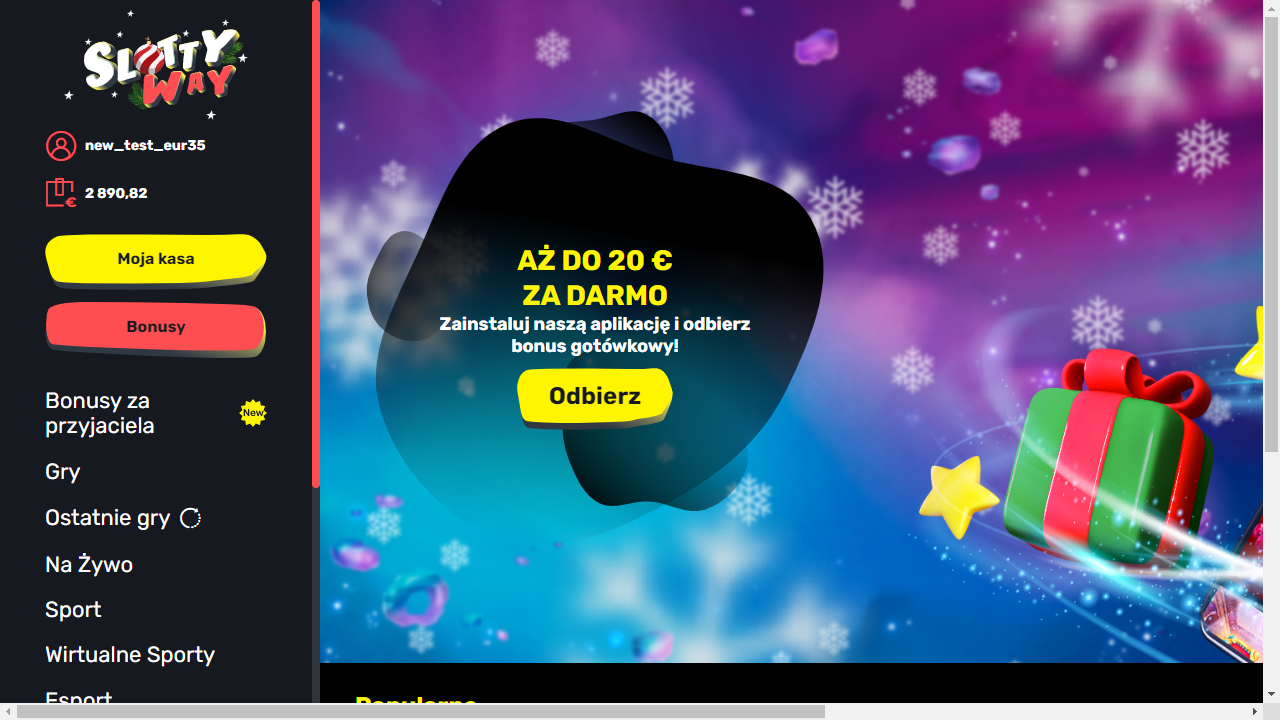 SLOTTY
WAY
new_test_eur35
2 890,82
Moja kasa
Bonusy
Bonusy za
przyjaciela
New
Gry
Ostatnie gry
Na Żywo
Sport
Wirtualne Sporty
Esport
AŻ DO 20 €
ZA DARMO
Zainstaluj naszą aplikację i odbierz
bonus gotówkowy!
Odbierz
Popularne